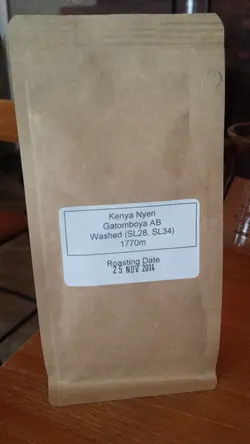 Kenya Nyeri
Gatomboya AB
Washed (SL28, SL34)
1770m
Roasting Date
25 NOV 2014